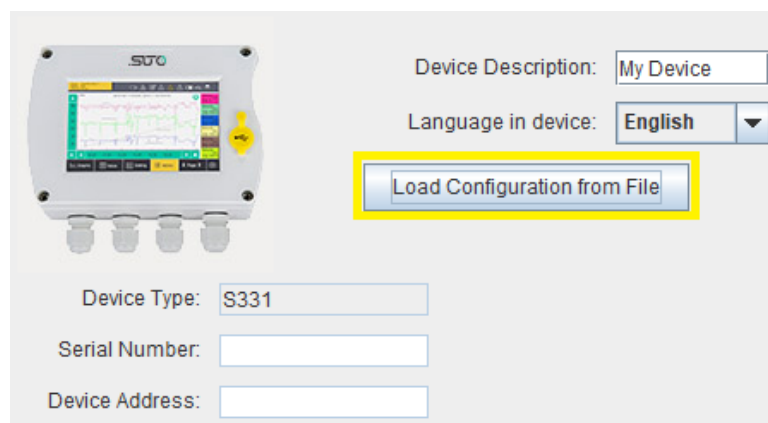 SUTO
Device Description: My Device
Language in device: English
Load Configuration from File
Device Type: S331
Serial Number:
Device Address: